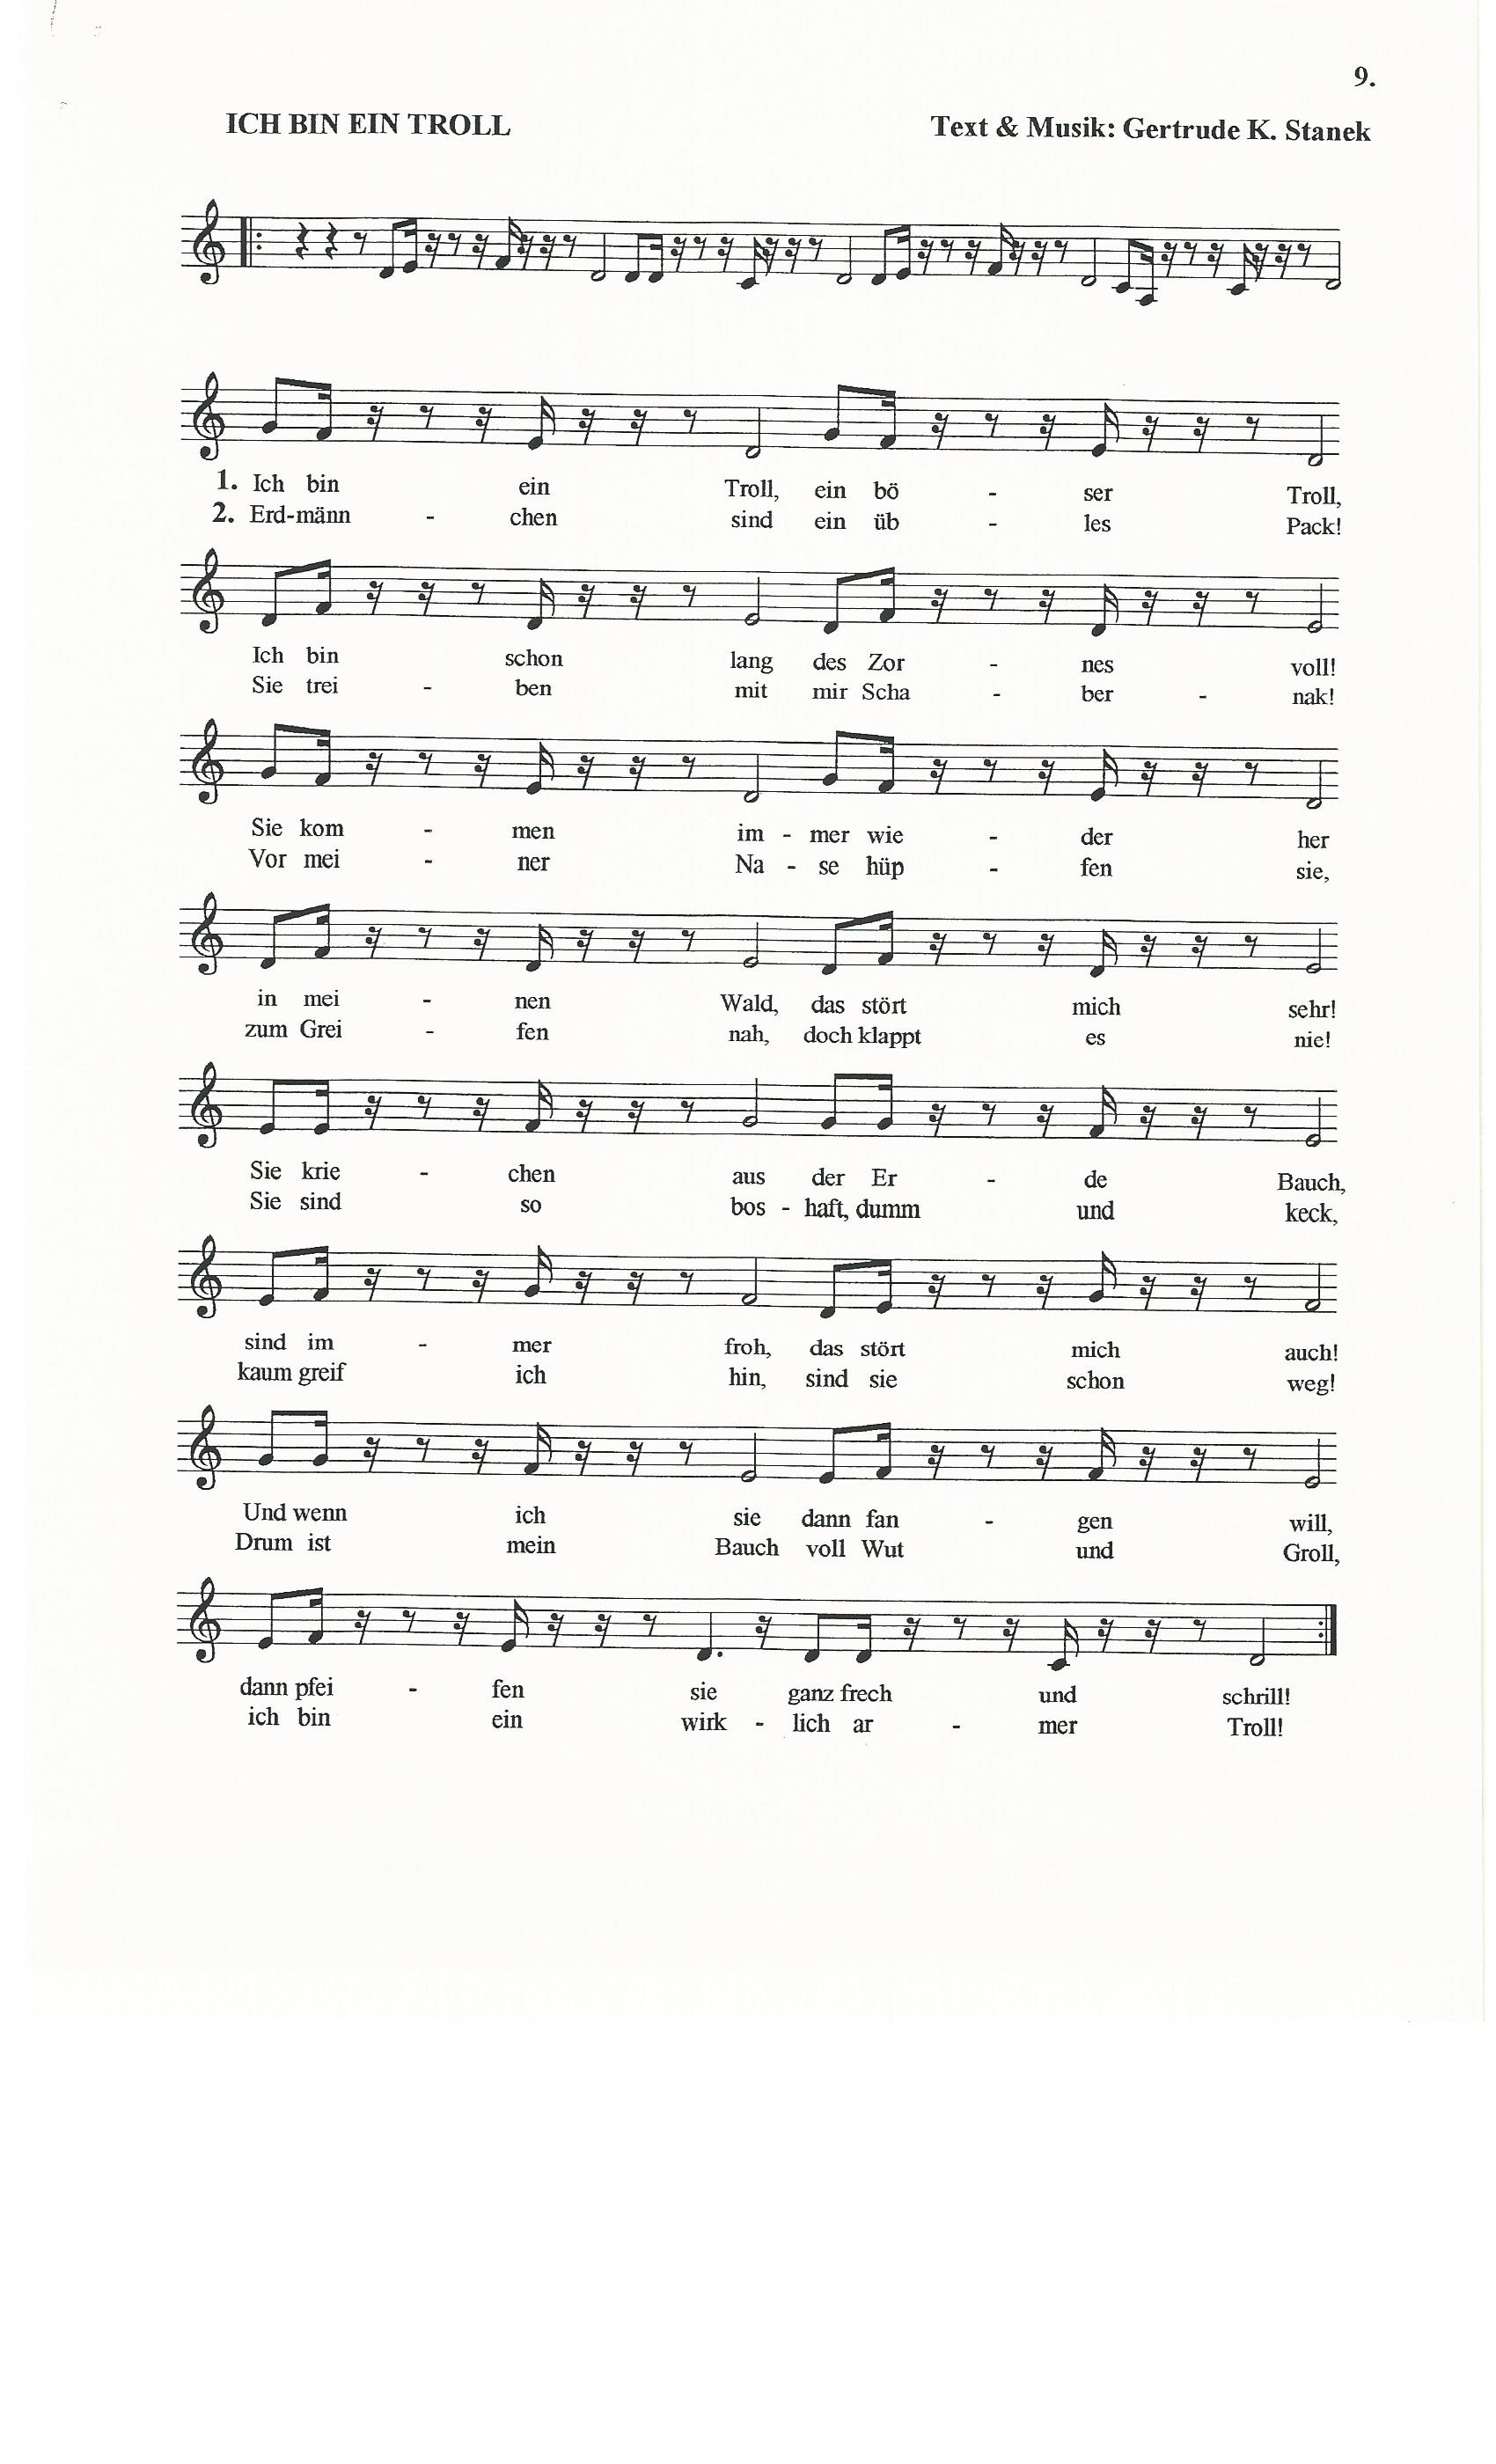 9.
ICH BIN EIN TROLL Text & Musik: Gertrude K. Stanek
1. Ich bin ein Troll, ein bö - ser Troll,
2. Erd-männ - chen sind ein üb - les Pack!
Ich bin schon lang des Zor - nes voll!
Sie trei - ben mit mir Scha - ber - nak!
Sie kom - men im - mer wie - der her
Vor mei - ner Na - se hüp - fen sie,
in mei - nen Wald, das stört mich sehr!
zum Grei - fen nah, doch klappt es nie!
Sie krie - chen aus der Er - de Bauch,
Sie sind so bos - haft, dumm und keck,
sind im - mer froh, das stört mich auch!
kaum greif ich hin, sind sie schon weg!
Und wenn ich sie dann fan - gen will,
Drum ist mein Bauch voll Wut und Groll,
dann pfei - fen sie ganz frech und schrill!
ich bin ein wirk - lich ar - mer Troll!